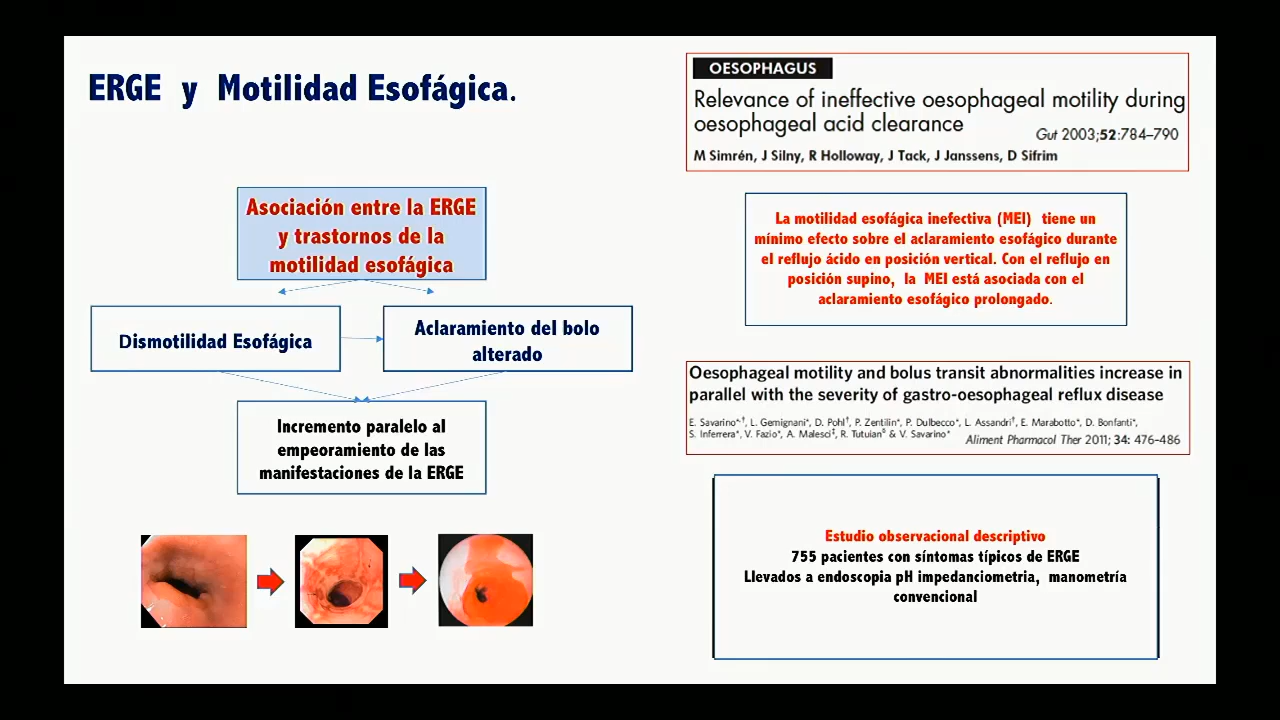 ERGE y Motilidad Esofágica.
Asociación entre la ERGE
y trastornos de la
motilidad esofágica
Dismotilidad Esofágica
Aclaramiento del bolo
alterado
Incremento paralelo al
empeoramiento de las
manifestaciones de la ERGE
OESOPHAGUS
Relevance of ineffective oesophageal motility during
oesophageal acid clearance
Gut 2003;52:784–790
M Simrén, J Silny, R Holloway, J Tack, J Janssens, D Sifrim
La motilidad esofágica inefectiva (MEI) tiene un
mínimo efecto sobre el aclaramiento esofágico durante
el reflujo ácido en posición vertical. Con el reflujo en
posición supino, la MEI está asociada con el
aclaramiento esofágico prolongado.
Oesophageal motility and bolus transit abnormalities increase in
parallel with the severity of gastro-oesophageal reflux disease
E. Savarino*,†, L. Gemignani*, D. Pohl†, P. Zentilin*, P. Dulbecco*, L. Assandri†, E. Marabotto*, D. Bonfanti*,
S. Inferrera*, V. Fazio*, A. Malesci‡, R. Tutuian§ & V. Savarino*
Aliment Pharmacol Ther 2011; 34: 476–486
Estudio observacional descriptivo
755 pacientes con síntomas típicos de ERGE
Llevados a endoscopia pH impedanciometria, manometría
convencional